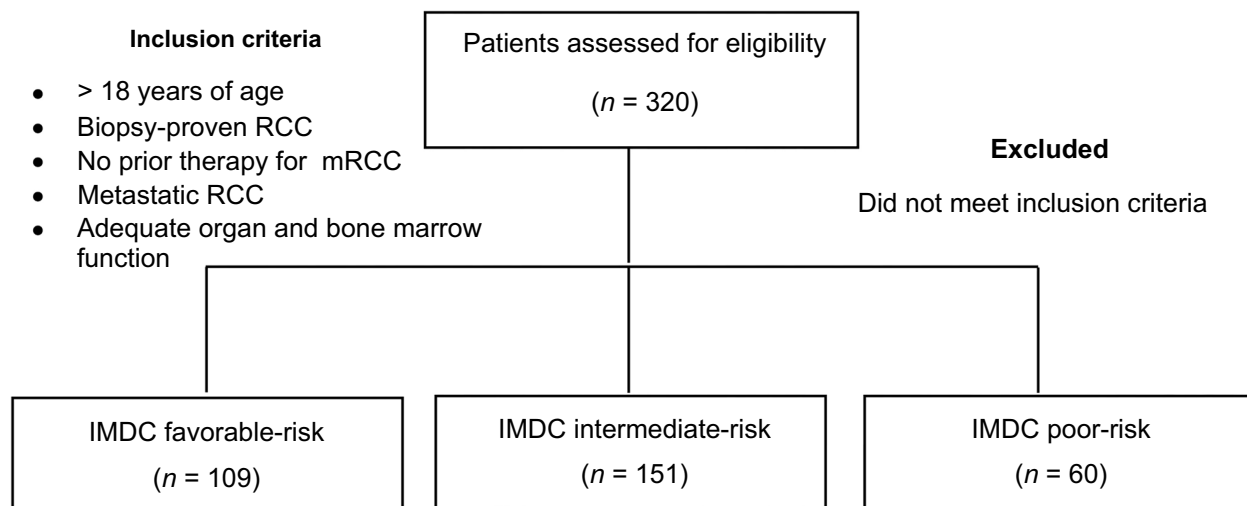 Inclusion criteria
• > 18 years of age
• Biopsy-proven RCC
• No prior therapy for mRCC
• Metastatic RCC
• Adequate organ and bone marrow
function
Patients assessed for eligibility
(n = 320)
Excluded
Did not meet inclusion criteria
IMDC favorable-risk
(n = 109)
IMDC intermediate-risk
(n = 151)
IMDC poor-risk
(n = 60)